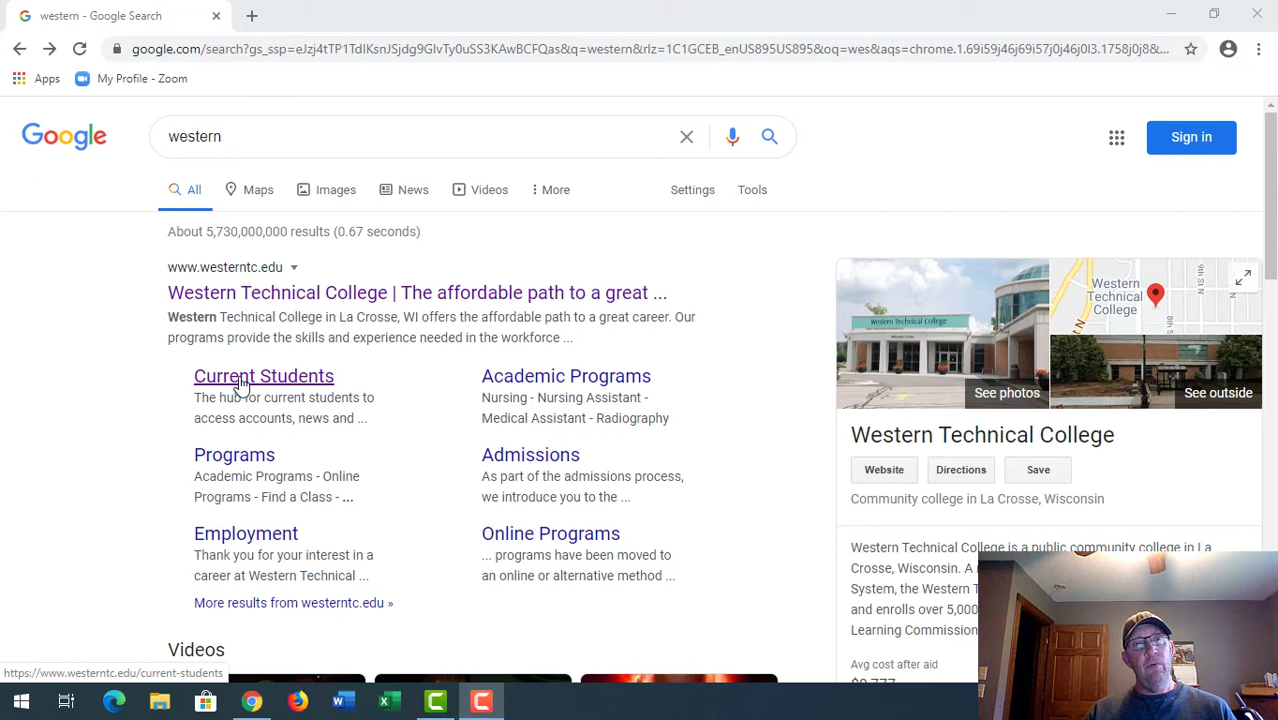 western - Google Search
google.com/search?gs_ssp=eJzj4tTP1TdIKsnJSjdg9GIvTy0uSS3KAwBCFQas&q=western&rlz=1C1GCEB_enUS895US895&oq=wes&aqs=chrome.1.69i59j46j69i57j0j46j0l3.1758j0j8&...
Apps
My Profile - Zoom
Google
western
Sign in
All
Maps
Images
News
Videos
More
Settings
Tools
About 5,730,000,000 results (0.67 seconds)
www.westerntc.edu
Western Technical College | The affordable path to a great ...
Western Technical College in La Crosse, WI offers the affordable path to a great career. Our
programs provide the skills and experience needed in the workforce ...
Current Students
The hub for current students to
access accounts, news and ...
Academic Programs
Nursing - Nursing Assistant -
Medical Assistant - Radiography
Programs
Academic Programs - Online
Programs - Find a Class - ...
Admissions
As part of the admissions process,
we introduce you to the ...
Employment
Thank you for your interest in a
career at Western Technical ...
Online Programs
... programs have been moved to
an online or alternative method ...
More results from westerntc.edu »
Videos
Western Technical College
See photos
Western
Technical
College
9th St N
8th S
See outside
Western Technical College
Website
Directions
Save
Community college in La Crosse, Wisconsin
Western Technical College is a public community college in La
Crosse, Wisconsin. A
System, the Western T
and enrolls over 5,000
Learning Commission
Avg cost after aid
https://www.westerntc.edu/current-students